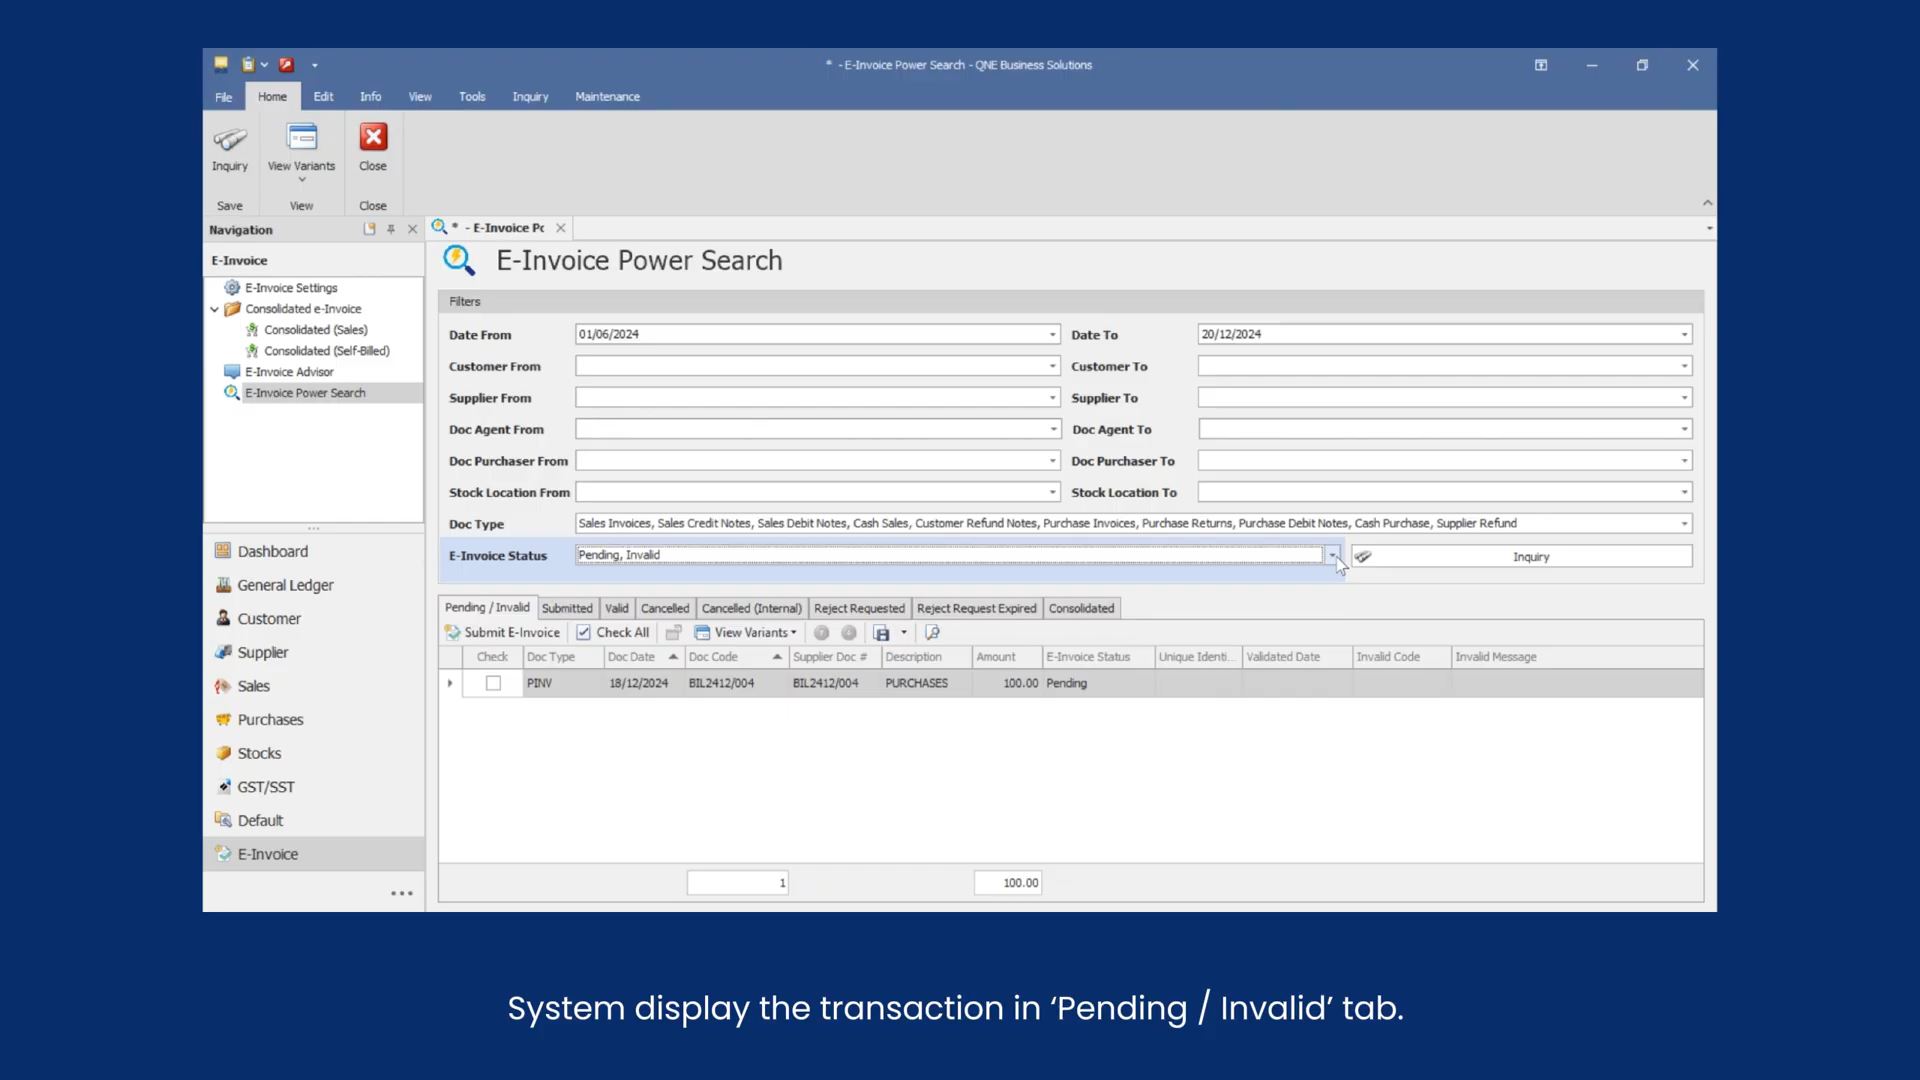 * - E-Invoice Power Search - QNE Business Solutions
File Home Edit Info View Tools Inquiry Maintenance
Inquiry View Variants Close
Save View Close
Navigation
* - E-Invoice Pc
E-Invoice
E-Invoice Settings
Consolidated e-Invoice
Consolidated (Sales)
Consolidated (Self-Billed)
E-Invoice Advisor
E-Invoice Power Search
Dashboard
General Ledger
Customer
Supplier
Sales
Purchases
Stocks
GST/SST
Default
E-Invoice
E-Invoice Power Search
Filters
Date From 01/06/2024 Date To 20/12/2024
Customer From Customer To
Supplier From Supplier To
Doc Agent From Doc Agent To
Doc Purchaser From Doc Purchaser To
Stock Location From Stock Location To
Doc Type Sales Invoices, Sales Credit Notes, Sales Debit Notes, Cash Sales, Customer Refund Notes, Purchase Invoices, Purchase Returns, Purchase Debit Notes, Cash Purchase, Supplier Refund
E-Invoice Status Pending, Invalid Inquiry
Pending / Invalid Submitted Valid Cancelled Cancelled (Internal) Reject Requested Reject Request Expired Consolidated
Submit E-Invoice Check All View Variants
Check Doc Type Doc Date Doc Code Supplier Doc # Description Amount E-Invoice Status Unique Identi... Validated Date Invalid Code Invalid Message
PINV 18/12/2024 BIL2412/004 BIL2412/004 PURCHASES 100.00 Pending
1 100.00
System display the transaction in ‘Pending / Invalid’ tab.